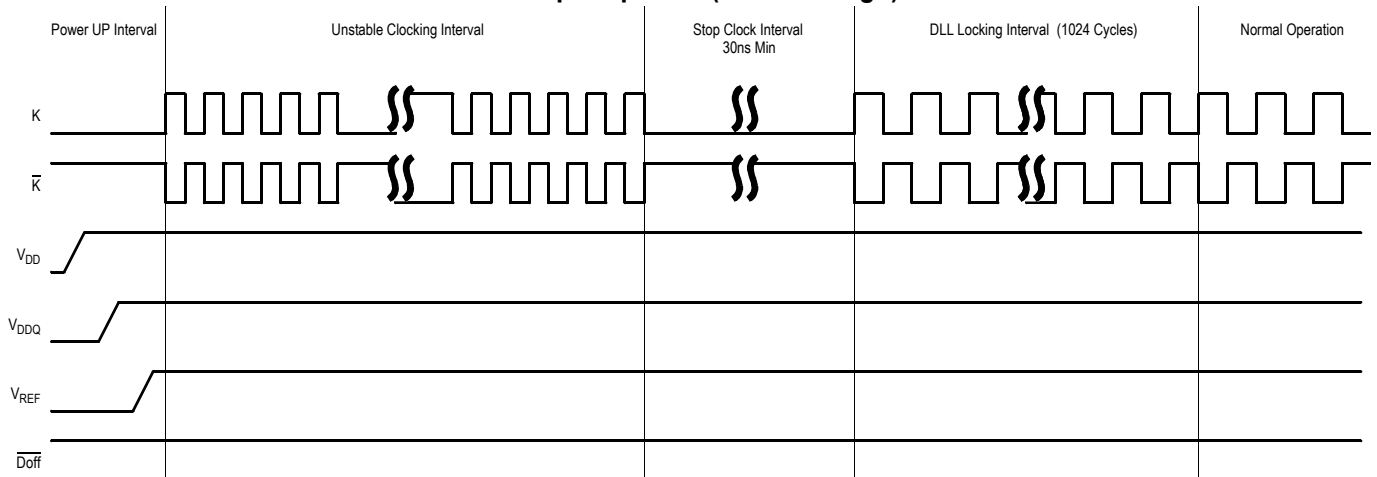 Power UP Interval
Unstable Clocking Interval
Stop Clock Interval
30ns Min
DLL Locking Interval (1024 Cycles)
Normal Operation
K
K̅
VDD
VDDQ
VREF
D̅o̅f̅f̅